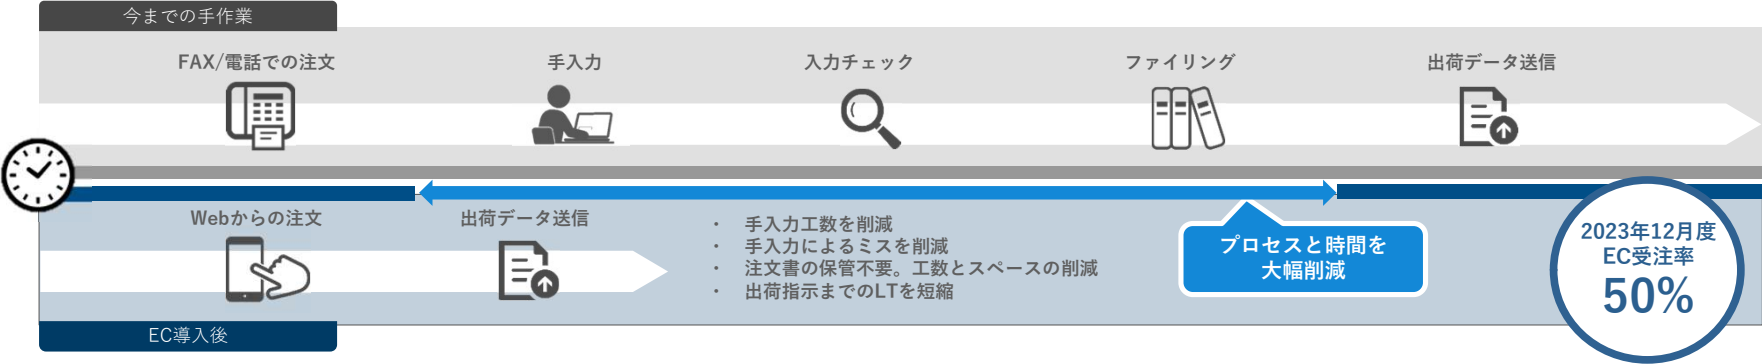 今までの手作業
FAX/電話での注文
手入力
入力チェック
ファイリング
出荷データ送信
Webからの注文
出荷データ送信
・ 手入力工数を削減
・ 手入力によるミスを削減
・ 注文書の保管不要。工数とスペースの削減
・ 出荷指示までのLTを短縮
プロセスと時間を
大幅削減
2023年12月度
EC受注率
50%
EC導入後